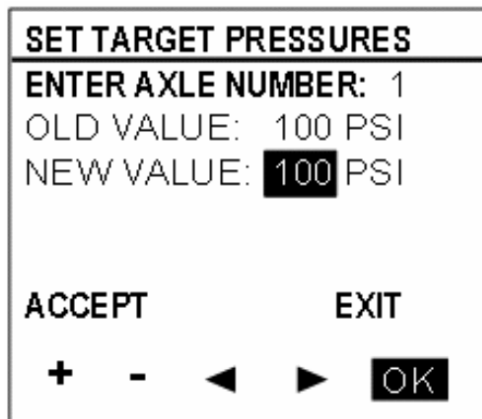 SET TARGET PRESSURES
ENTER AXLE NUMBER: 1
OLD VALUE: 100 PSI
NEW VALUE: 100 PSI
ACCEPT EXIT
+ - ◀ ▶ OK